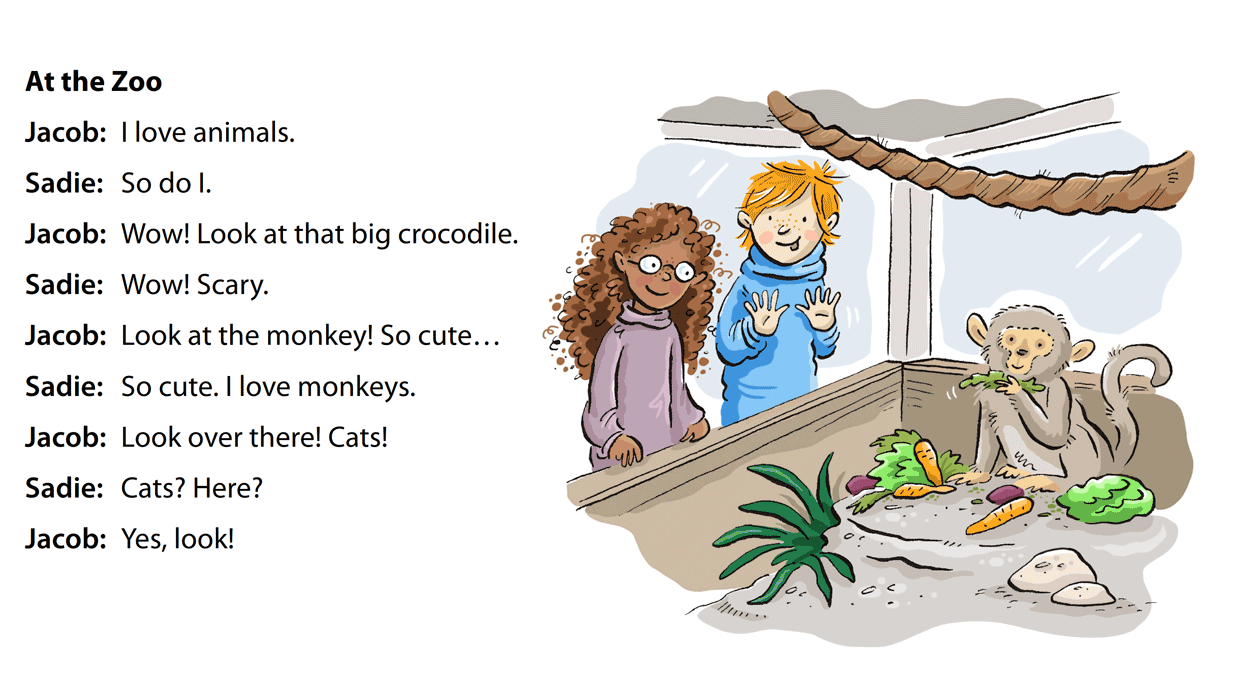 At the Zoo
Jacob: I love animals.
Sadie: So do I.
Jacob: Wow! Look at that big crocodile.
Sadie: Wow! Scary.
Jacob: Look at the monkey! So cute…
Sadie: So cute. I love monkeys.
Jacob: Look over there! Cats!
Sadie: Cats? Here?
Jacob: Yes, look!